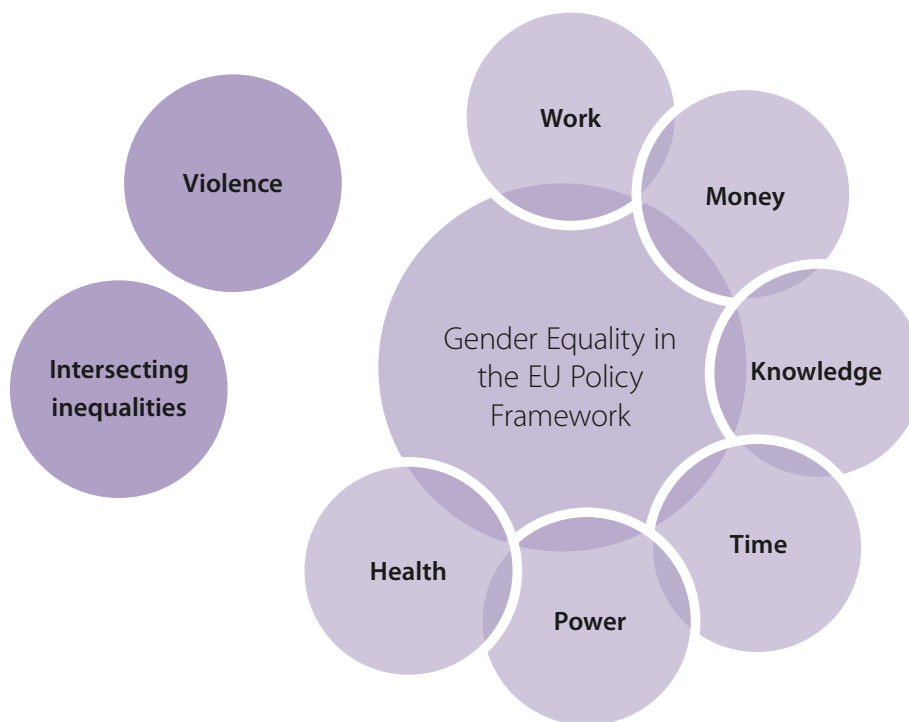 Work
Violence
Money
Gender Equality in
the EU Policy
Framework
Intersecting
inequalities
Knowledge
Time
Health
Power